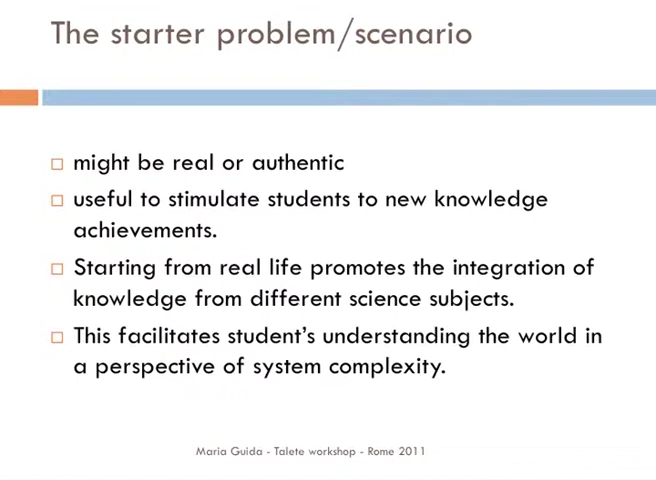 The starter problem/scenario
might be real or authentic
useful to stimulate students to new knowledge
achievements.
Starting from real life promotes the integration of
knowledge from different science subjects.
This facilitates student's understanding the world in
a perspective of system complexity.
Maria Guida - Talete workshop - Rome 2011